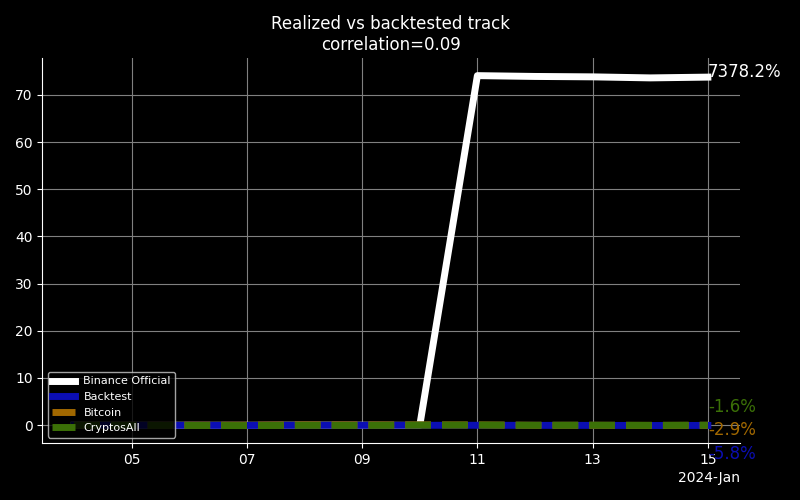 Realized vs backtested track
correlation=0.09
7378.2%
70
60
50
40
30
20
10
0
Binance Official
Backtest
Bitcoin
CryptosAll
-1.6%
-2.9%
-5.8%
05
07
09
11
13
15
2024-Jan